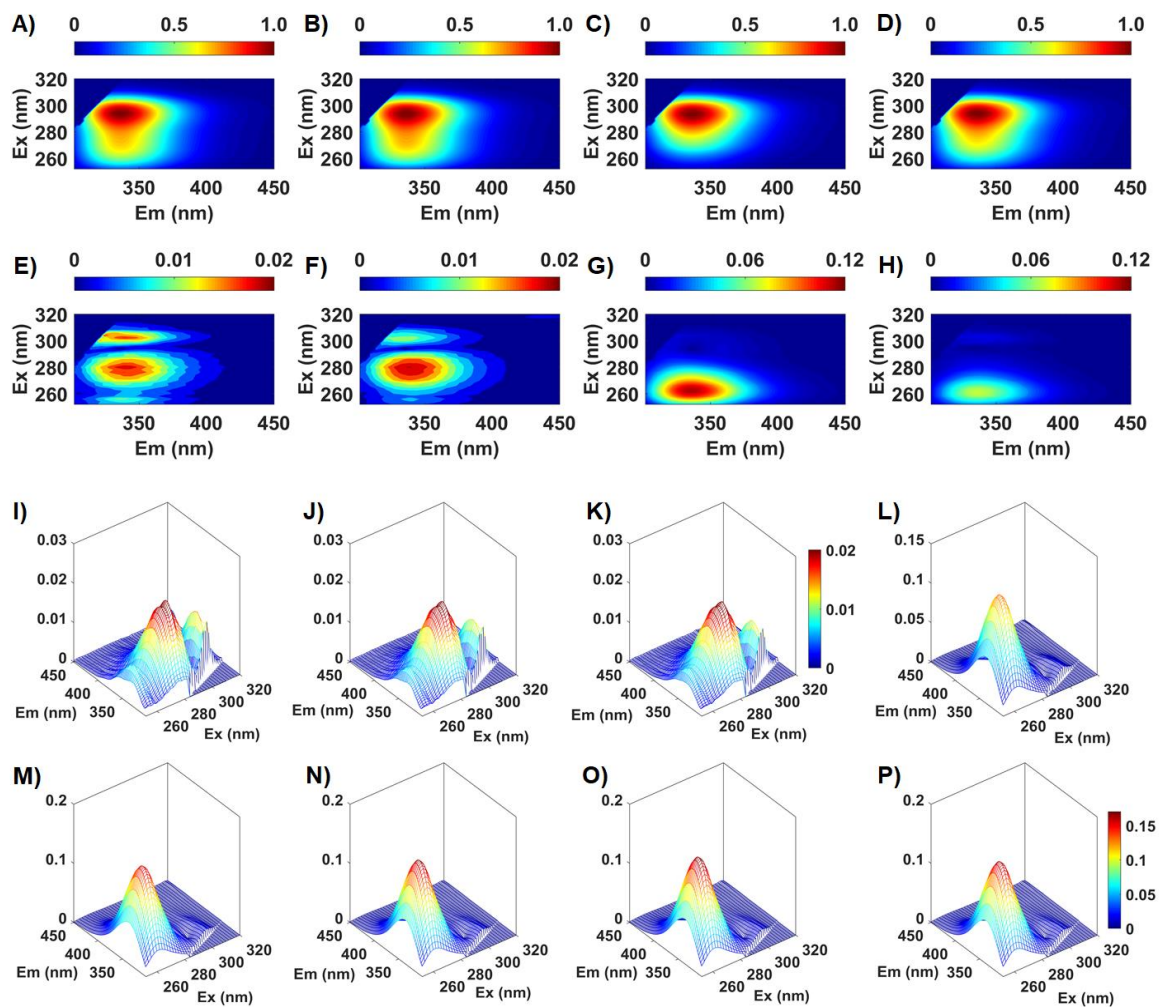 A) 0 0.5 1.0 B) 0 0.5 1.0 C) 0 0.5 1.0 D) 0 0.5 1.0
320 320 320 320
300 300 300 300
280 280 280 280
260 260 260 260
Ex (nm) Ex (nm) Ex (nm) Ex (nm)
350 400 450 350 400 450 350 400 450 350 400 450
Em (nm) Em (nm) Em (nm) Em (nm)
E) 0 0.01 0.02 F) 0 0.01 0.02 G) 0 0.06 0.12 H) 0 0.06 0.12
320 320 320 320
300 300 300 300
280 280 280 280
260 260 260 260
Ex (nm) Ex (nm) Ex (nm) Ex (nm)
350 400 450 350 400 450 350 400 450 350 400 450
Em (nm) Em (nm) Em (nm) Em (nm)
I) J) K) L)
0.03 0.03 0.03 0.02 0.15
0.02 0.02 0.02 0.1
0.01 0.01 0.01 0.01 0.05
0 0 0 0 0
450 320 450 320 450 320 450 320
400 300 400 300 400 300 400 300
350 280 350 280 350 280 350 280
260 260 260 260
Em (nm) Ex (nm) Em (nm) Ex (nm) Em (nm) Ex (nm) Em (nm) Ex (nm)
M) N) O) P)
0.2 0.2 0.2 0.2
0.15
0.1 0.1 0.1 0.1 0.10
0.05
0 0 0 0 0
450 320 450 320 450 320 450 320
400 300 400 300 400 300 400 300
350 280 350 280 350 280 350 280
260 260 260 260
Em (nm) Ex (nm) Em (nm) Ex (nm) Em (nm) Ex (nm) Em (nm) Ex (nm)